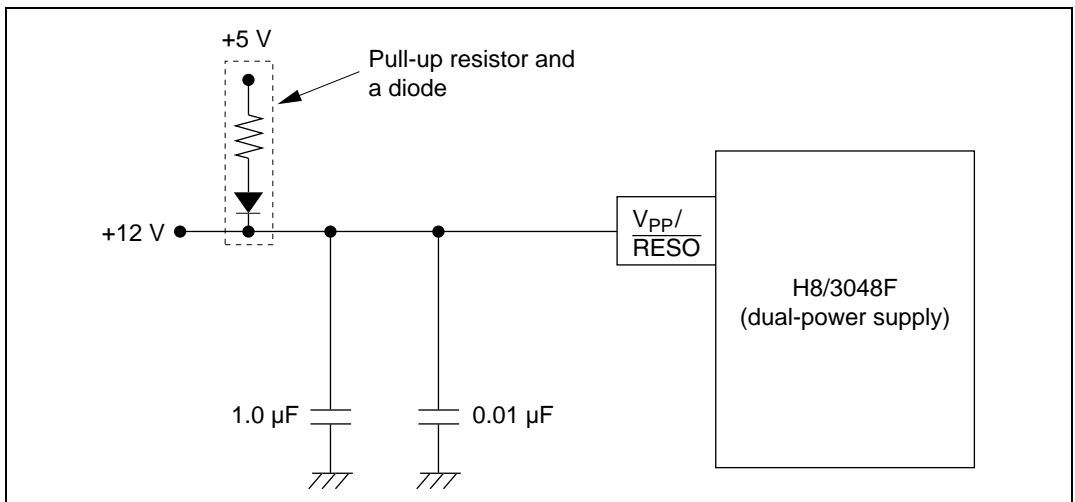 +5 V
Pull-up resistor and
a diode
+12 V
VPP/
RESO
H8/3048F
(dual-power supply)
1.0 µF
0.01 µF